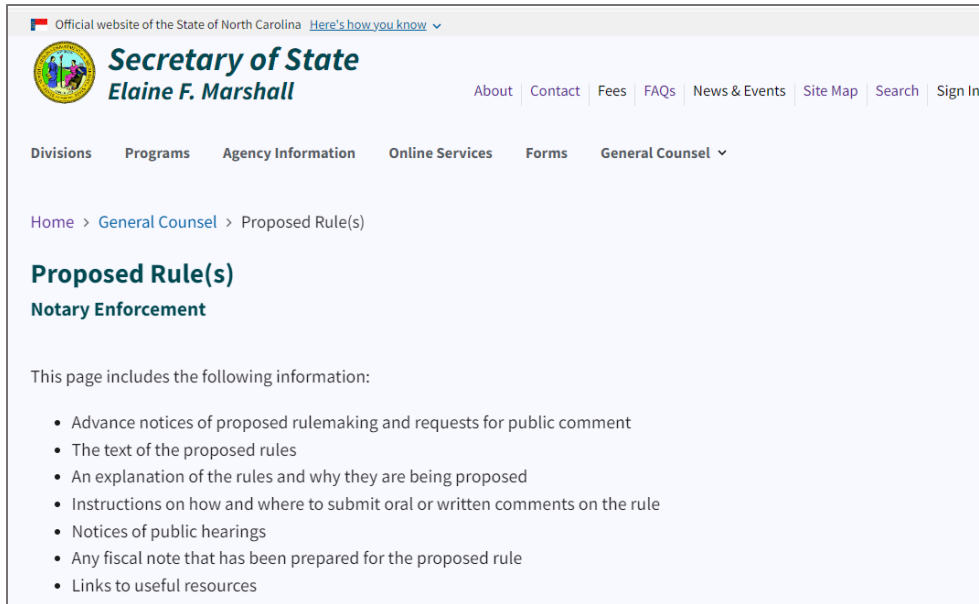 Official website of the State of North Carolina Here's how you know
Secretary of State
Elaine F. Marshall
About Contact Fees FAQs News & Events Site Map Search Sign In
Divisions Programs Agency Information Online Services Forms General Counsel
Home > General Counsel > Proposed Rule(s)
Proposed Rule(s)
Notary Enforcement
This page includes the following information:
• Advance notices of proposed rulemaking and requests for public comment
• The text of the proposed rules
• An explanation of the rules and why they are being proposed
• Instructions on how and where to submit oral or written comments on the rule
• Notices of public hearings
• Any fiscal note that has been prepared for the proposed rule
• Links to useful resources